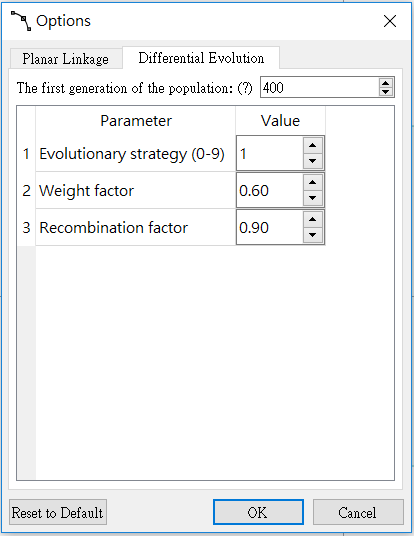 Options
Planar Linkage
Differential Evolution
The first generation of the population: (?) 400
Parameter Value
1 Evolutionary strategy (0-9) 1
2 Weight factor 0.60
3 Recombination factor 0.90
Reset to Default OK Cancel